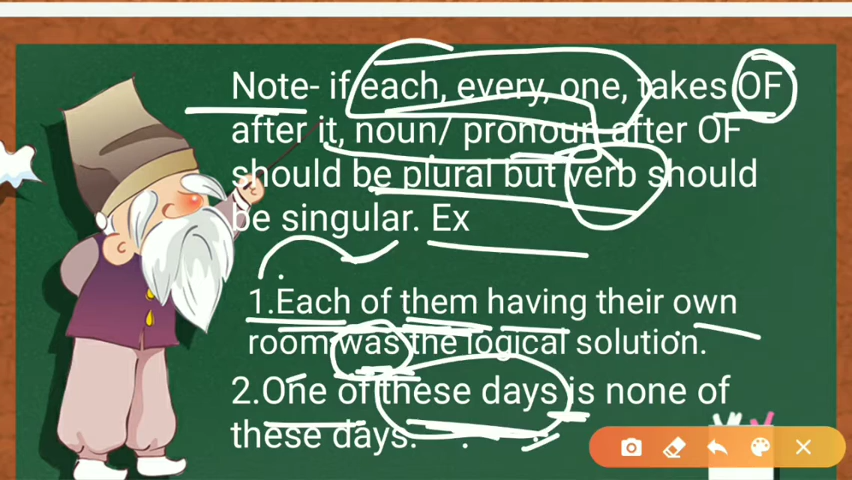 Note- if each, every, one, takes OF
after it, noun/ pronoun after OF
should be plural but verb should
be singular. Ex
1.Each of them having their own
room was the logical solution.
2.One of these days is none of
these days.